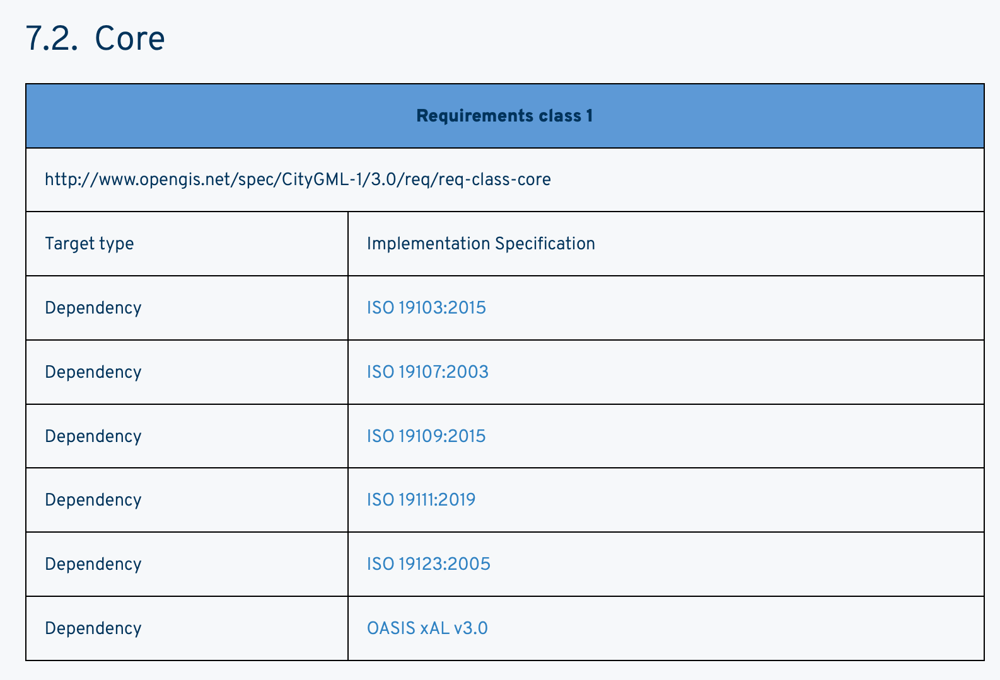 7.2. Core
Requirements class 1
http://www.opengis.net/spec/CityGML-1/3.0/req/req-class-core
Target type Implementation Specification
Dependency ISO 19103:2015
Dependency ISO 19107:2003
Dependency ISO 19109:2015
Dependency ISO 19111:2019
Dependency ISO 19123:2005
Dependency OASIS xAL v3.0